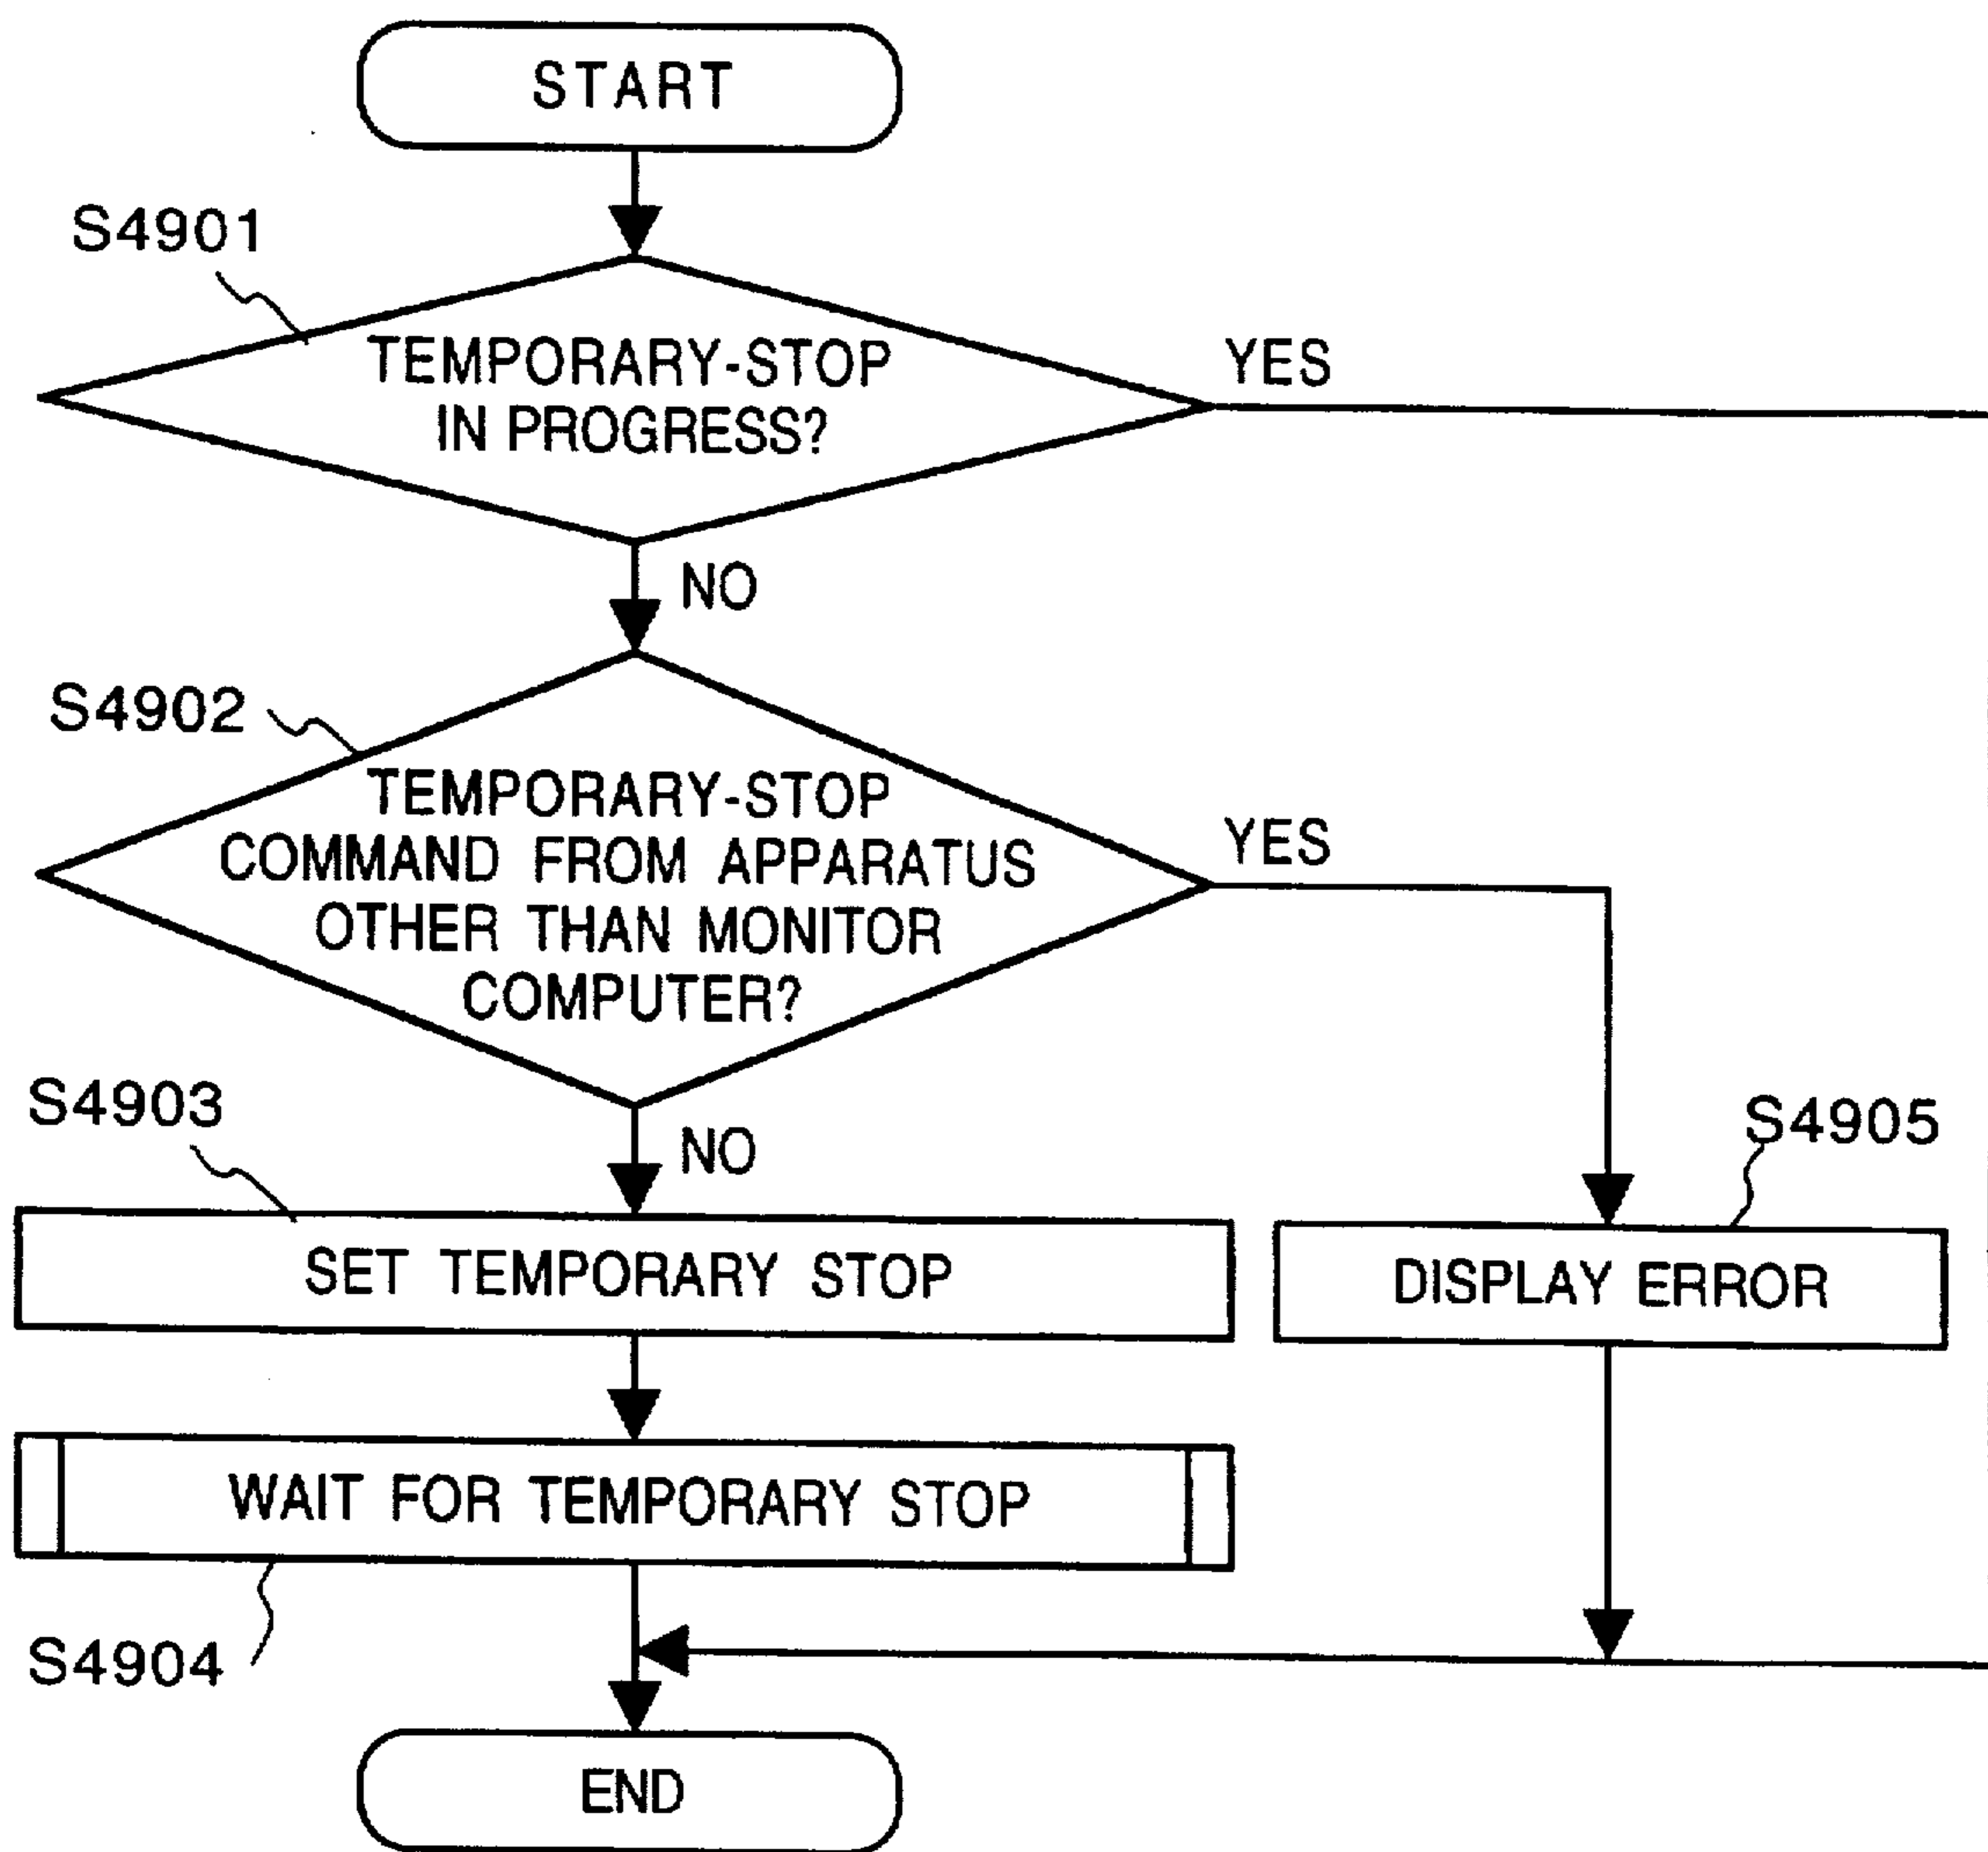 START
S4901
TEMPORARY-STOP
IN PROGRESS?
YES
NO
S4902
TEMPORARY-STOP
COMMAND FROM APPARATUS
OTHER THAN MONITOR
COMPUTER?
YES
NO
S4903
SET TEMPORARY STOP
S4905
DISPLAY ERROR
WAIT FOR TEMPORARY STOP
S4904
END